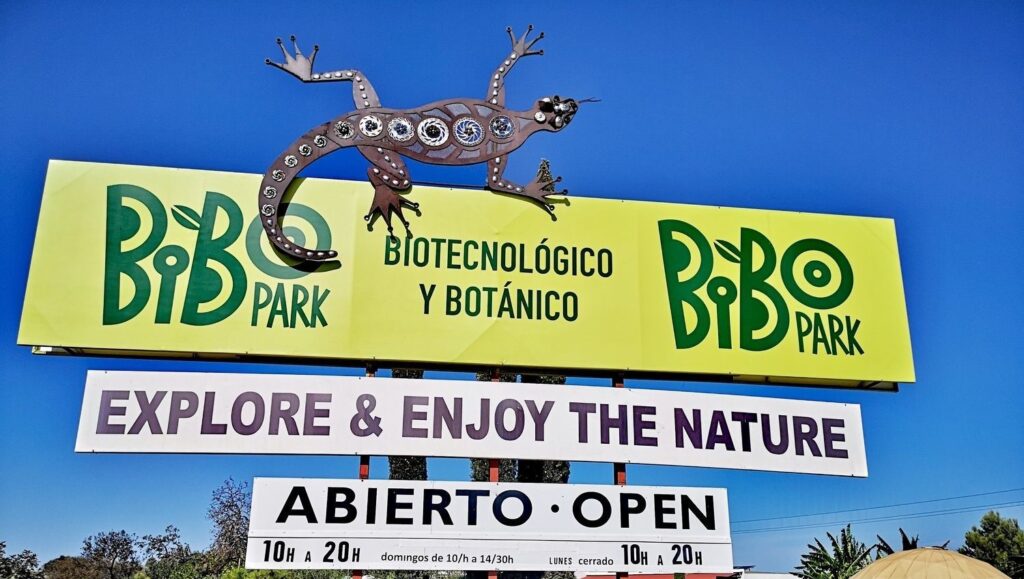 BiBO PARK
BIOTECNOLÓGICO
Y BOTÁNICO
BiBO PARK
EXPLORE & ENJOY THE NATURE
ABIERTO · OPEN
10H A 20H domingos de 10/h a 14/30h LUNES cerrado 10H A 20H